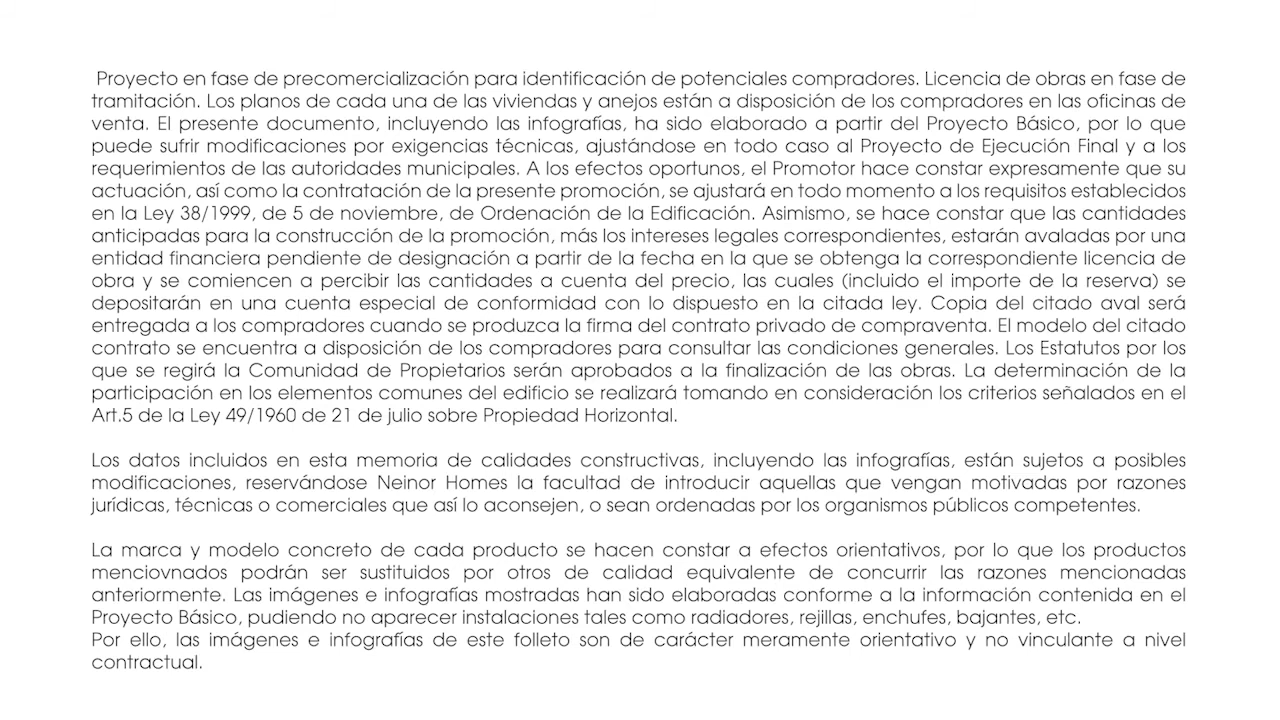 Proyecto en fase de precomercialización para identificación de potenciales compradores. Licencia de obras en fase de
tramitación. Los planos de cada una de las viviendas y anejos están a disposición de los compradores en las oficinas de
venta. El presente documento, incluyendo las infografías, ha sido elaborado a partir del Proyecto Básico, por lo que
puede sufrir modificaciones por exigencias técnicas, ajustándose en todo caso al Proyecto de Ejecución Final y a los
requerimientos de las autoridades municipales. A los efectos oportunos, el Promotor hace constar expresamente que su
actuación, así como la contratación de la presente promoción, se ajustará en todo momento a los requisitos establecidos
en la Ley 38/1999, de 5 de noviembre, de Ordenación de la Edificación. Asimismo, se hace constar que las cantidades
anticipadas para la construcción de la promoción, más los intereses legales correspondientes, estarán avaladas por una
entidad financiera pendiente de designación a partir de la fecha en la que se obtenga la correspondiente licencia de
obra y se comiencen a percibir las cantidades a cuenta del precio, las cuales (incluido el importe de la reserva) se
depositarán en una cuenta especial de conformidad con lo dispuesto en la citada ley. Copia del citado aval será
entregada a los compradores cuando se produzca la firma del contrato privado de compraventa. El modelo del citado
contrato se encuentra a disposición de los compradores para consultar las condiciones generales. Los Estatutos por los
que se regirá la Comunidad de Propietarios serán aprobados a la finalización de las obras. La determinación de la
participación en los elementos comunes del edificio se realizará tomando en consideración los criterios señalados en el
Art.5 de la Ley 49/1960 de 21 de julio sobre Propiedad Horizontal.
Los datos incluidos en esta memoria de calidades constructivas, incluyendo las infografías, están sujetos a posibles
modificaciones, reservándose Neinor Homes la facultad de introducir aquellas que vengan motivadas por razones
jurídicas, técnicas o comerciales que así lo aconsejen, o sean ordenadas por los organismos públicos competentes.
La marca y modelo concreto de cada producto se hacen constar a efectos orientativos, por lo que los productos
menciovnados podrán ser sustituidos por otros de calidad equivalente de concurrir las razones mencionadas
anteriormente. Las imágenes e infografías mostradas han sido elaboradas conforme a la información contenida en el
Proyecto Básico, pudiendo no aparecer instalaciones tales como radiadores, rejillas, enchufes, bajantes, etc.
Por ello, las imágenes e infografías de este folleto son de carácter meramente orientativo y no vinculante a nivel
contractual.